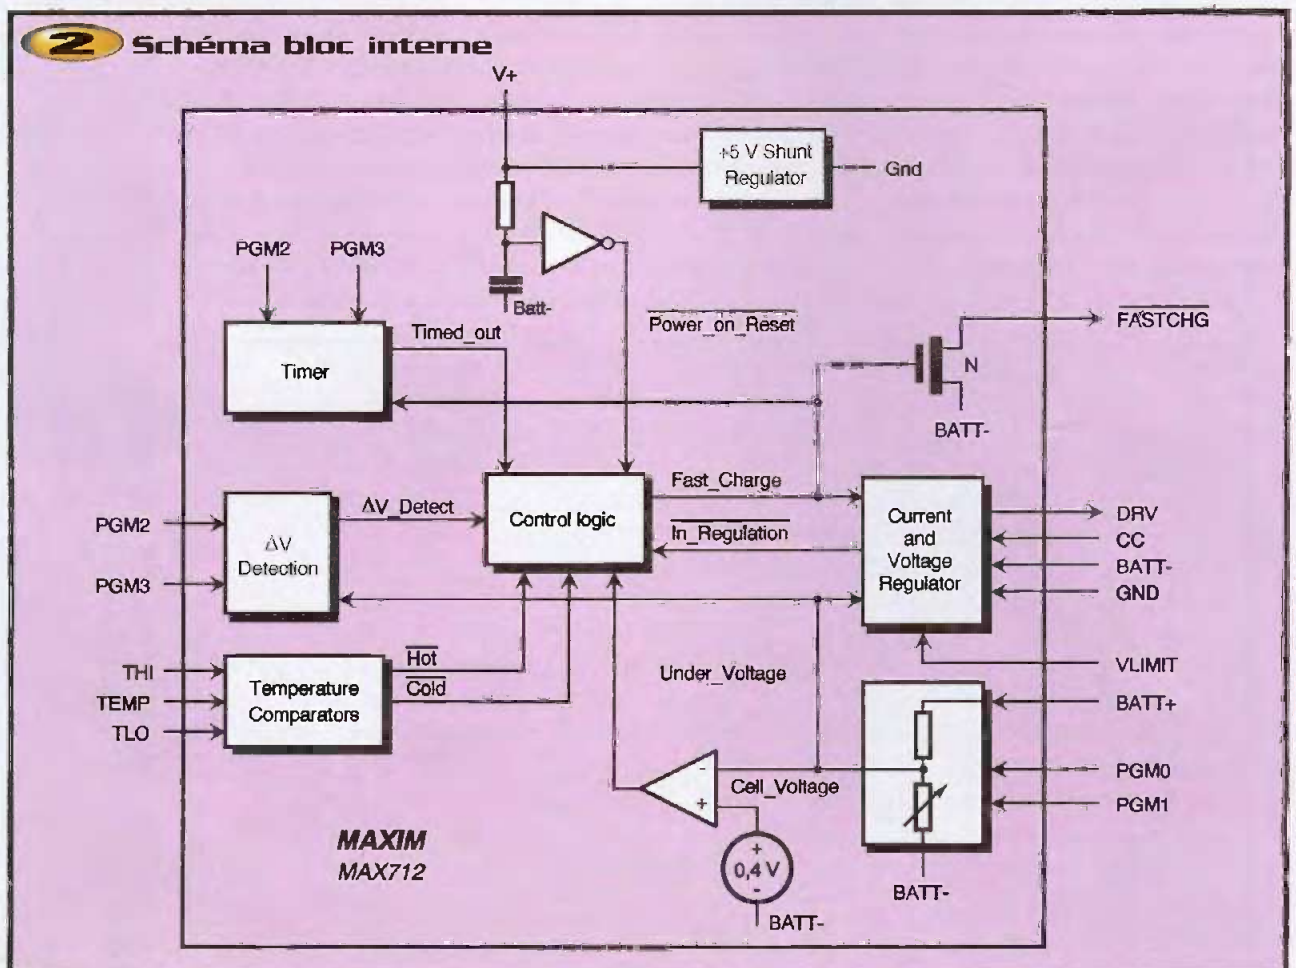 2 Schéma bloc interne
V+
+5 V Shunt
Regulator
Gnd
PGM2
PGM3
Batt-
Timed_out
Power_on_Reset
FASTCHG
Timer
N
BATT-
Fast_Charge
PGM2
ΔV_Detect
Control logic
Current
and
Voltage
Regulator
DRV
CC
BATT-
GND
In_Regulation
ΔV
Detection
PGM3
THI
TEMP
TLO
Temperature
Comparators
Hot
Cold
Under_Voltage
VLIMIT
BATT+
PGM0
PGM1
-
+
Cell_Voltage
MAXIM
MAX712
+
0,4 V
-
BATT-
BATT-